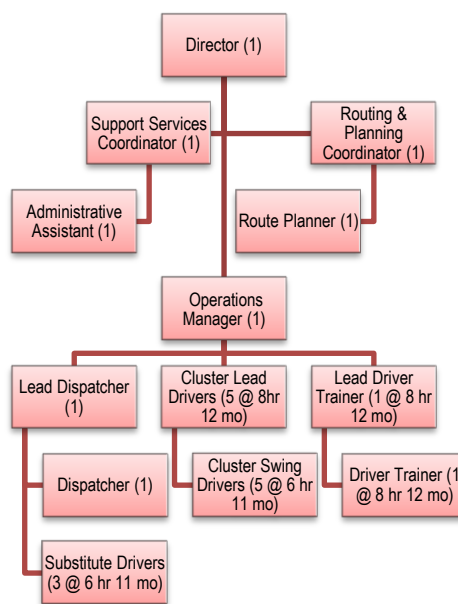 Director (1)
Support Services
Coordinator (1)
Routing &
Planning
Coordinator (1)
Administrative
Assistant (1)
Route Planner (1)
Operations
Manager (1)
Lead Dispatcher
(1)
Cluster Lead
Drivers (5 @ 8hr
12 mo)
Lead Driver
Trainer (1 @ 8 hr
12 mo)
Dispatcher (1)
Cluster Swing
Drivers (5 @ 6 hr
11 mo)
Driver Trainer (1
@ 8 hr 12 mo)
Substitute Drivers
(3 @ 6 hr 11 mo)